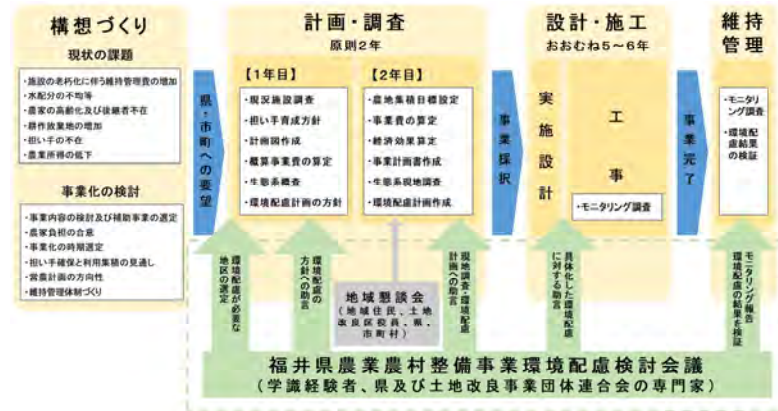 構想づくり
現状の課題
・施設の老朽化に伴う維持管理費の増加
・水配分の不均等
・農家の高齢化及び後継者不在
・耕作放棄地の増加
・担い手の不在
・農業所得の低下
事業化の検討
・事業内容の検討及び補助事業の選定
・農家負担の合意
・事業化の時期選定
・担い手確保と利用集積の見通し
・営農計画の方向性
・維持管理体制づくり
県・市町への要望
計画・調査
原則2年
【1年目】
・現況施設調査
・担い手育成方針
・計画図作成
・概算事業費の算定
・生態系概査
・環境配慮計画の方針
【2年目】
・農地集積目標設定
・事業費の算定
・経済効果算定
・事業計画書作成
・生態系現地調査
・環境配慮計画作成
事業採択
設計・施工
おおむね5～6年
実施設計
工事
・モニタリング調査
事業完了
維持
管理
・モニタ
リング調査
・環境配
慮結果の
検証
環境配慮が必要な
地区の選定
環境配慮の
方針への助言
地域懇談会
(地域住民、土地
改良区役員、県、
市町村)
現地調査・環境配慮
計画への助言
具体化した環境配慮
に対する助言
モニタリング報告
環境配慮の結果を検証
福井県農業農村整備事業環境配慮検討会議
(学識経験者、県及び土地改良事業団体連合会の専門家)